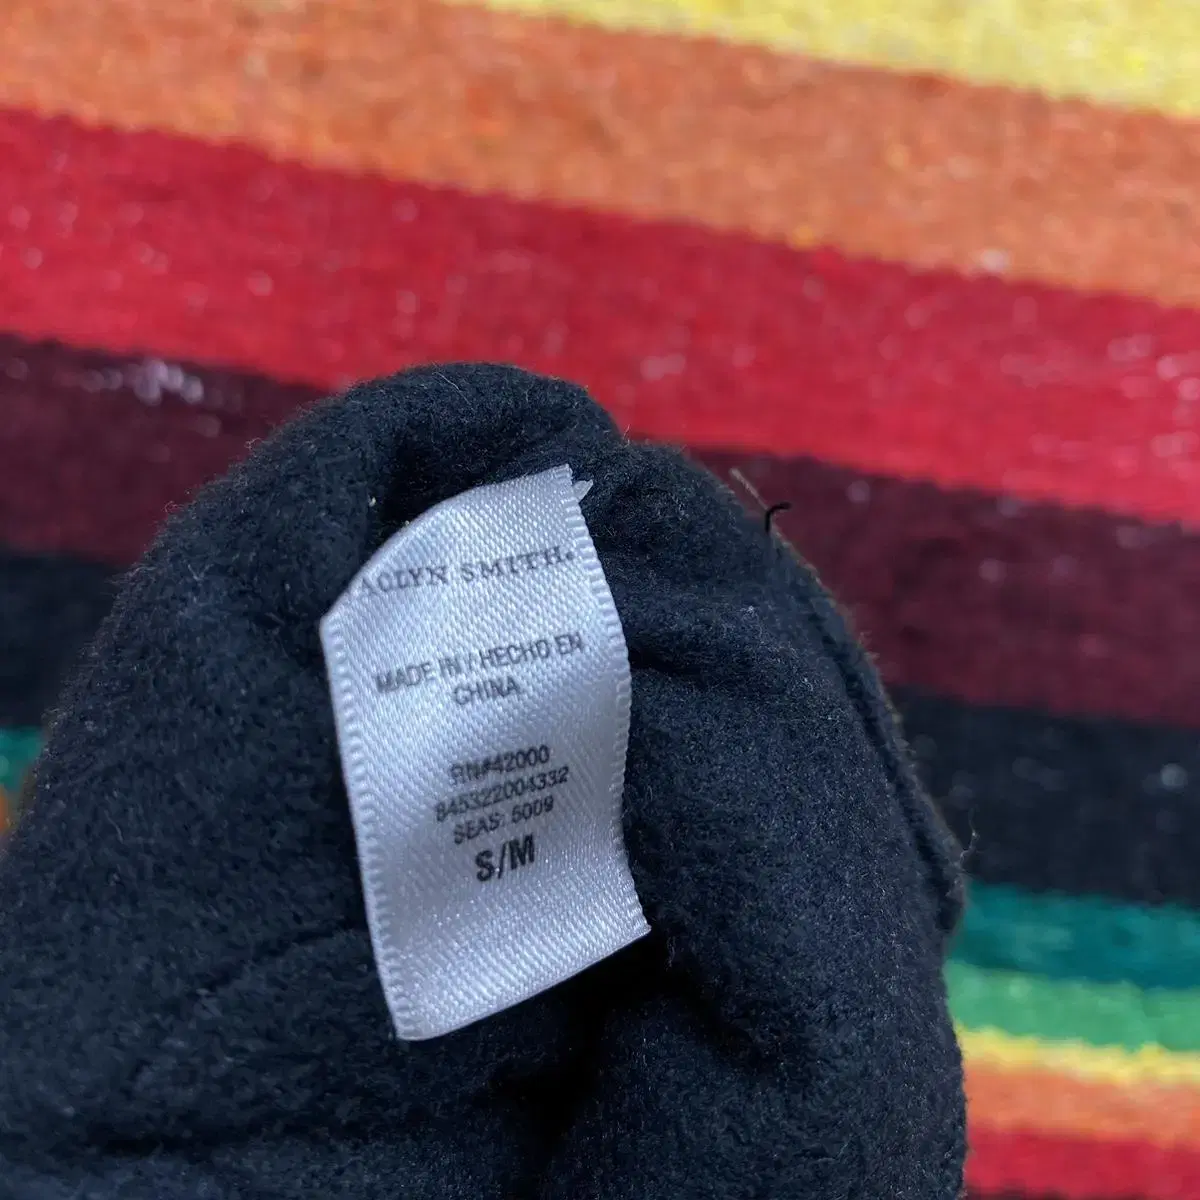 ACLYN SMITH.
MADE IN / HECHO EN
CHINA
RN#42000
845322004332
SEAS: 5009
S/M